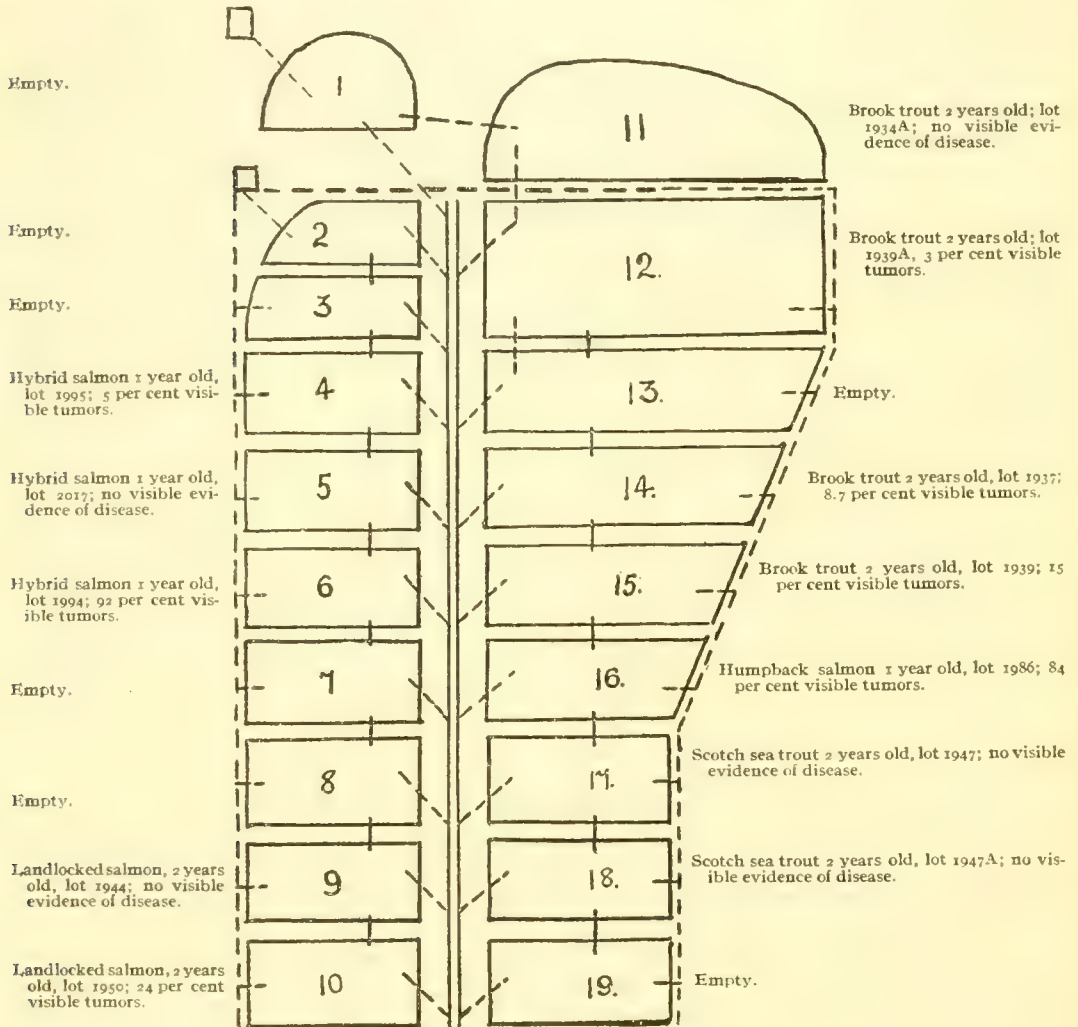 Empty.
1
11
Brook trout 2 years old; lot
1934A; no visible evi-
dence of disease.
Empty.
2
12.
Brook trout 2 years old; lot
1939A, 3 per cent visible
tumors.
Empty.
3
Hybrid salmon 1 year old,
lot 1995; 5 per cent visi-
ble tumors.
4
13.
Empty.
Hybrid salmon 1 year old,
lot 2017; no visible evi-
dence of disease.
5
14.
Brook trout 2 years old, lot 1937;
8.7 per cent visible tumors.
Hybrid salmon 1 year old,
lot 1994; 92 per cent vis-
ible tumors.
6
15.
Brook trout 2 years old, lot 1939; 15
per cent visible tumors.
Empty.
7
16.
Humpback salmon 1 year old, lot 1986; 84
per cent visible tumors.
Empty.
8
17.
Scotch sea trout 2 years old, lot 1947; no visible
evidence of disease.
Landlocked salmon, 2 years
old, lot 1944; no visible
evidence of disease.
9
18.
Scotch sea trout 2 years old, lot 1947A; no vis-
ible evidence of disease.
Landlocked salmon, 2 years
old, lot 1950; 24 per cent
visible tumors.
10
19.
Empty.